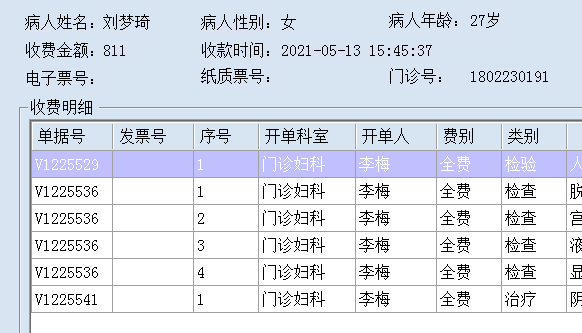 病人姓名：刘梦琦 病人性别：女 病人年龄：27岁
收费金额：811 收款时间：2021-05-13 15:45:37
电子票号： 纸质票号： 门诊号： 1802230191
收费明细
单据号 发票号 序号 开单科室 开单人 费别 类别
V1225529 1 门诊妇科 李梅 全费 检验 人
V1225536 1 门诊妇科 李梅 全费 检查 脱
V1225536 2 门诊妇科 李梅 全费 检查 宫
V1225536 3 门诊妇科 李梅 全费 检查 液
V1225536 4 门诊妇科 李梅 全费 检查 显
V1225541 1 门诊妇科 李梅 全费 治疗 阴